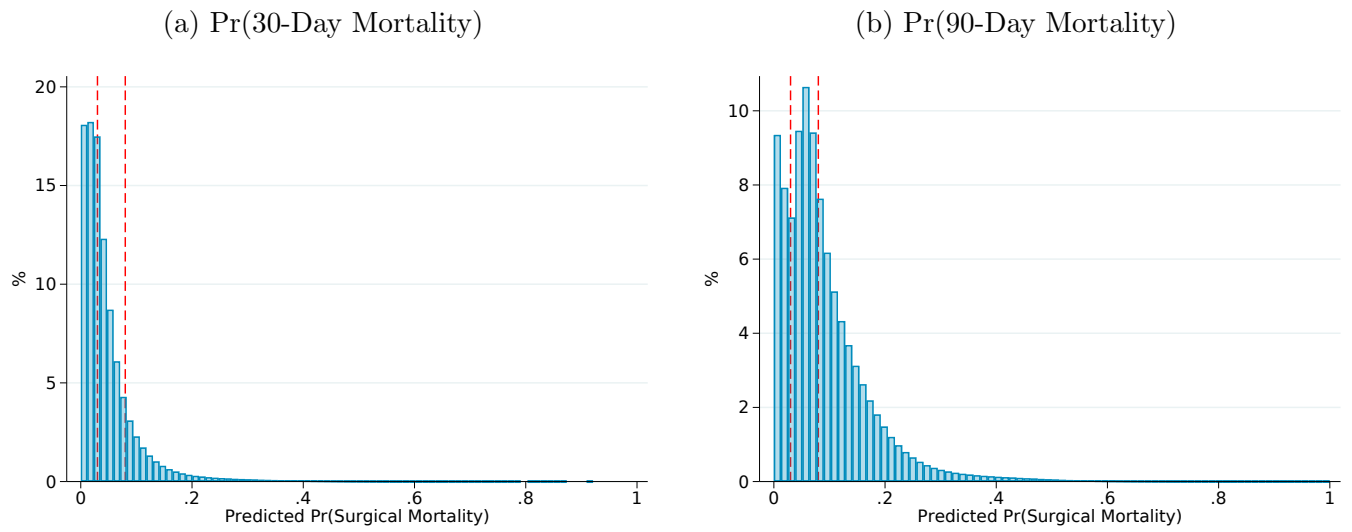 (a) Pr(30-Day Mortality)
20
15
10
5
0
%
0 .2 .4 .6 .8 1
Predicted Pr(Surgical Mortality)
(b) Pr(90-Day Mortality)
10
8
6
4
2
0
%
0 .2 .4 .6 .8 1
Predicted Pr(Surgical Mortality)